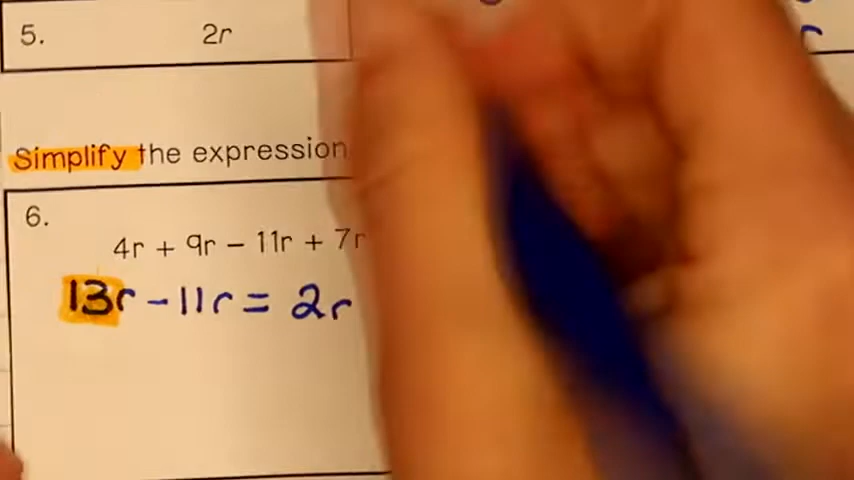 5. 2r
Simplify the expression
6.
4r + 9r - 11r + 7r
13r - 11r = 2r